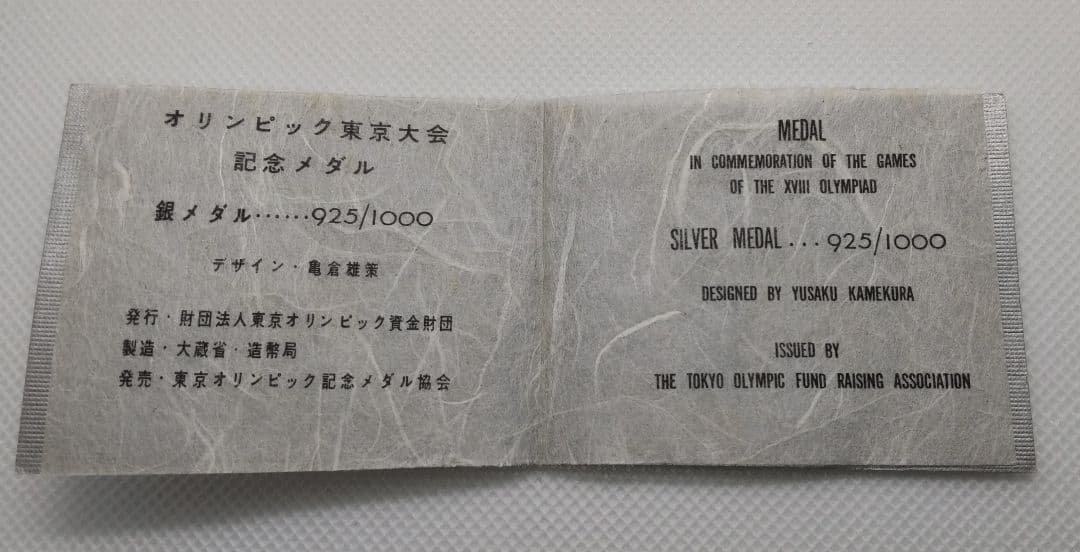 オリンピック東京大会
記念メダル
銀メダル……925/1000
デザイン・亀倉雄策
発行・財団法人東京オリンピック資金財団
製造・大蔵省・造幣局
発売・東京オリンピック記念メダル協会
MEDAL
IN COMMEMORATION OF THE GAMES
OF THE XVIII OLYMPIAD
SILVER MEDAL...925/1000
DESIGNED BY YUSAKU KAMEKURA
ISSUED BY
THE TOKYO OLYMPIC FUND RAISING ASSOCIATION